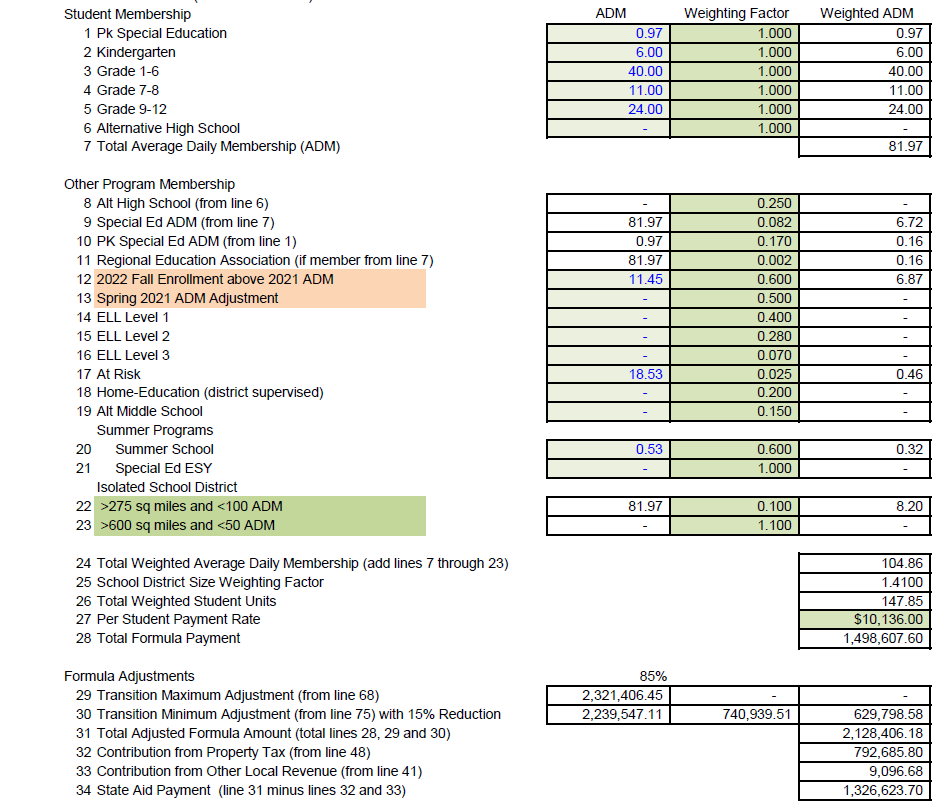 Student Membership ADM Weighting Factor Weighted ADM
1 Pk Special Education 0.97 1.000 0.97
2 Kindergarten 6.00 1.000 6.00
3 Grade 1-6 40.00 1.000 40.00
4 Grade 7-8 11.00 1.000 11.00
5 Grade 9-12 24.00 1.000 24.00
6 Alternative High School - 1.000 -
7 Total Average Daily Membership (ADM) 81.97
Other Program Membership
8 Alt High School (from line 6) - 0.250 -
9 Special Ed ADM (from line 7) 81.97 0.082 6.72
10 PK Special Ed ADM (from line 1) 0.97 0.170 0.16
11 Regional Education Association (if member from line 7) 81.97 0.002 0.16
12 2022 Fall Enrollment above 2021 ADM 11.45 0.600 6.87
13 Spring 2021 ADM Adjustment - 0.500 -
14 ELL Level 1 - 0.400 -
15 ELL Level 2 - 0.280 -
16 ELL Level 3 - 0.070 -
17 At Risk 18.53 0.025 0.46
18 Home-Education (district supervised) - 0.200 -
19 Alt Middle School - 0.150 -
Summer Programs
20 Summer School 0.53 0.600 0.32
21 Special Ed ESY - 1.000 -
Isolated School District
22 >275 sq miles and <100 ADM 81.97 0.100 8.20
23 >600 sq miles and <50 ADM - 1.100 -
24 Total Weighted Average Daily Membership (add lines 7 through 23) 104.86
25 School District Size Weighting Factor 1.4100
26 Total Weighted Student Units 147.85
27 Per Student Payment Rate $10,136.00
28 Total Formula Payment 1,498,607.60
Formula Adjustments 85%
29 Transition Maximum Adjustment (from line 68) 2,321,406.45 - -
30 Transition Minimum Adjustment (from line 75) with 15% Reduction 2,239,547.11 740,939.51 629,798.58
31 Total Adjusted Formula Amount (total lines 28, 29 and 30) 2,128,406.18
32 Contribution from Property Tax (from line 48) 792,685.80
33 Contribution from Other Local Revenue (from line 41) 9,096.68
34 State Aid Payment (line 31 minus lines 32 and 33) 1,326,623.70